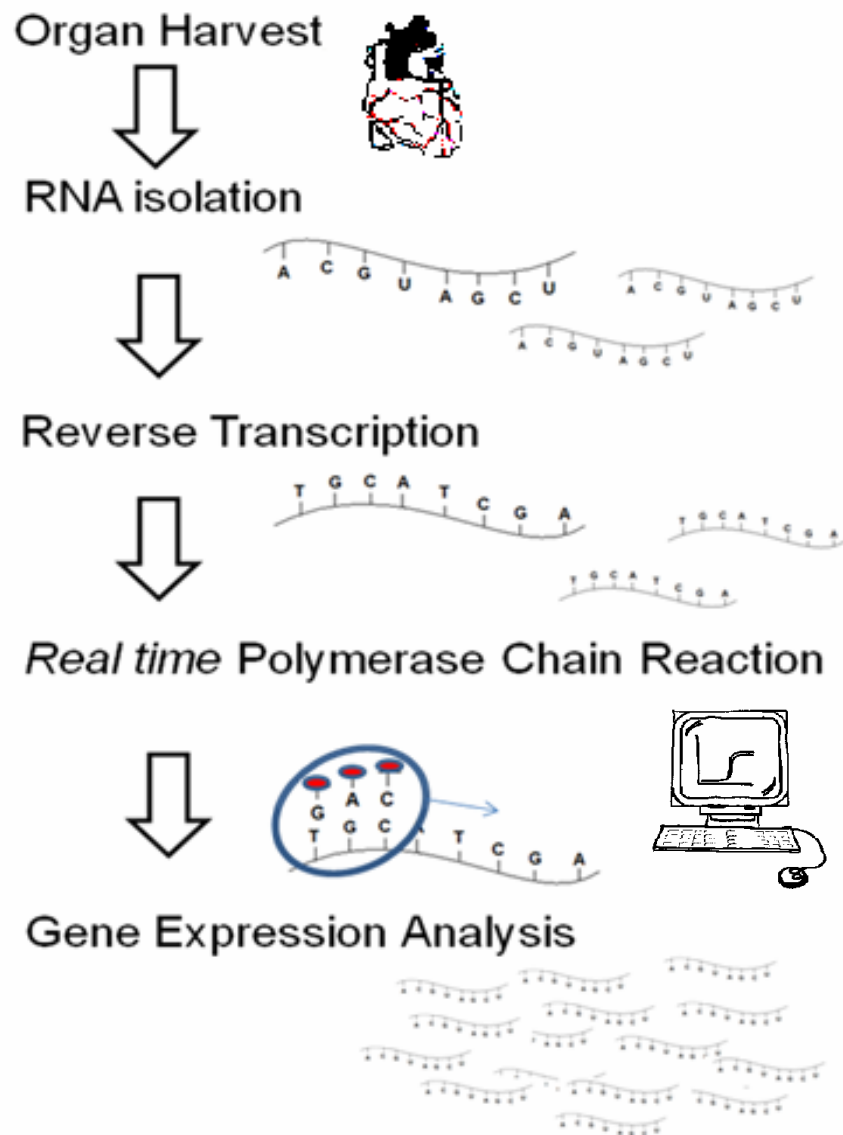 Organ Harvest
RNA isolation
A C G U A G C U
A C G U A G C U
A C G U A G C U
Reverse Transcription
T G C A T C G A
T G C A T C G A
T G C A T C G A
Real time Polymerase Chain Reaction
G A C
T G C A T C G A
Gene Expression Analysis